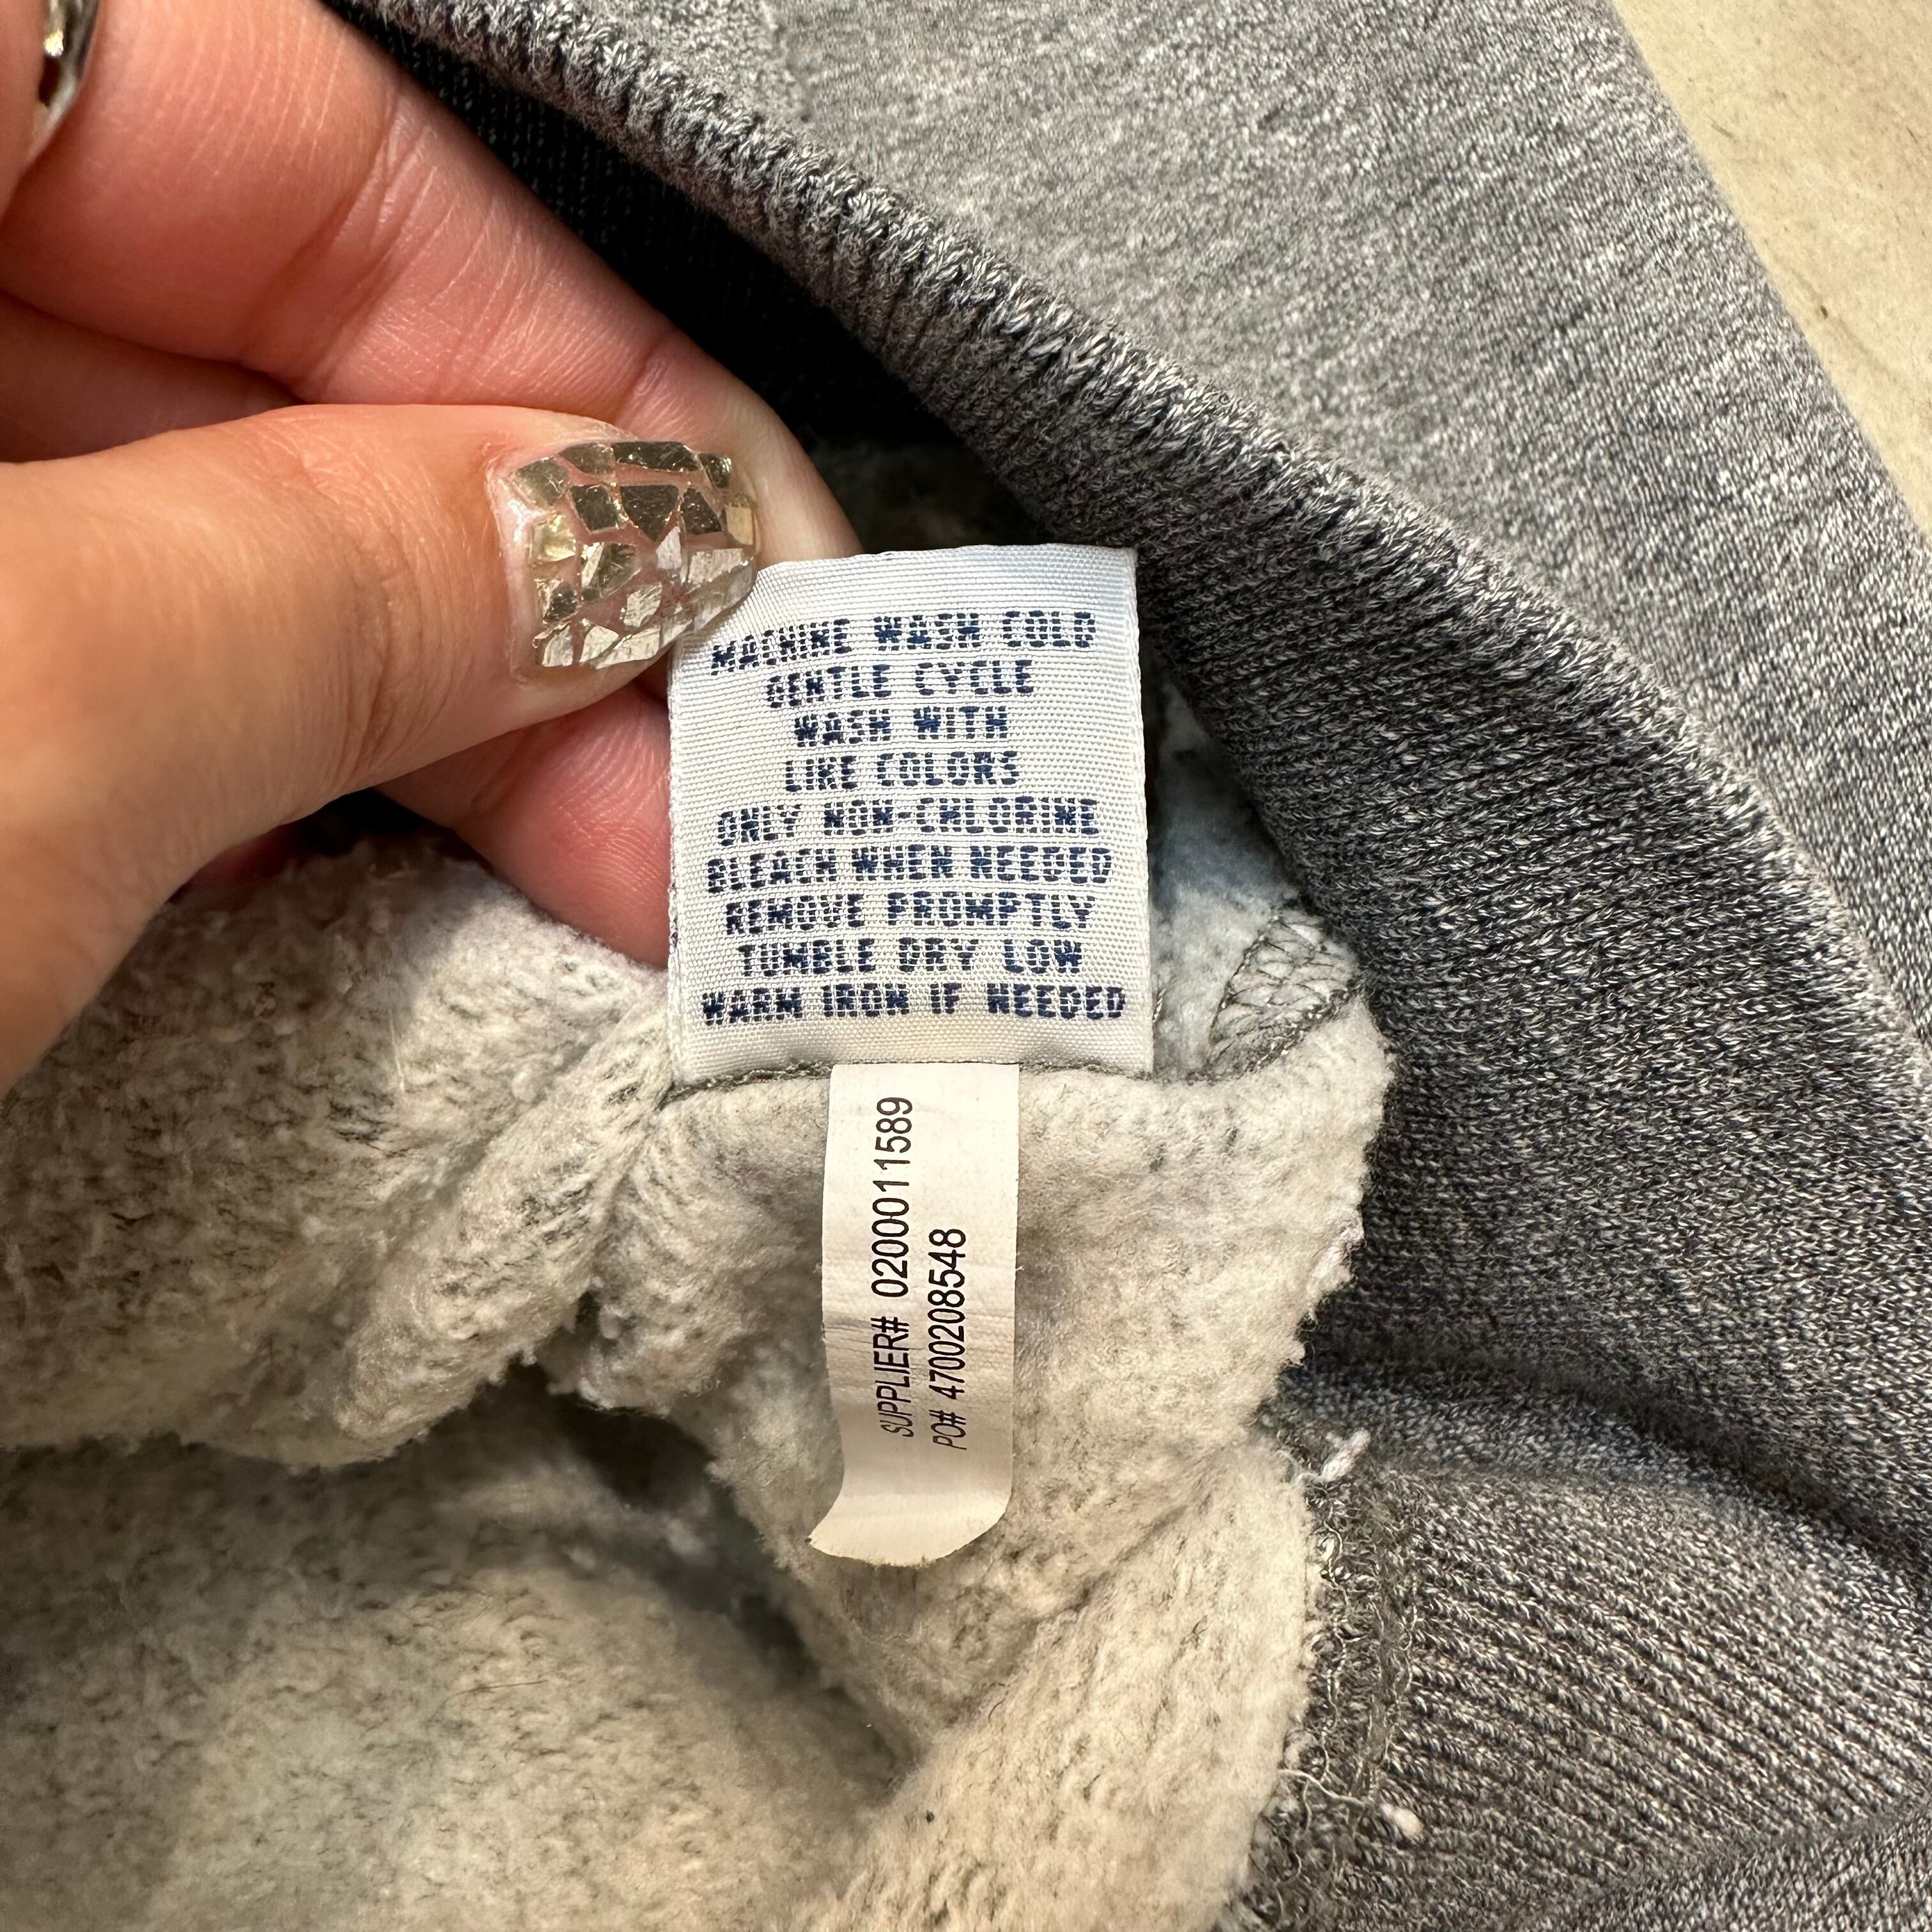 MACHINE WASH COLD
GENTLE CYCLE
WASH WITH
LIKE COLORS
ONLY NON-CHLORINE
BLEACH WHEN NEEDED
REMOVE PROMPTLY
TUMBLE DRY LOW
WARM IRON IF NEEDED
SUPPLIER# 0200011589
PO# 4700208548